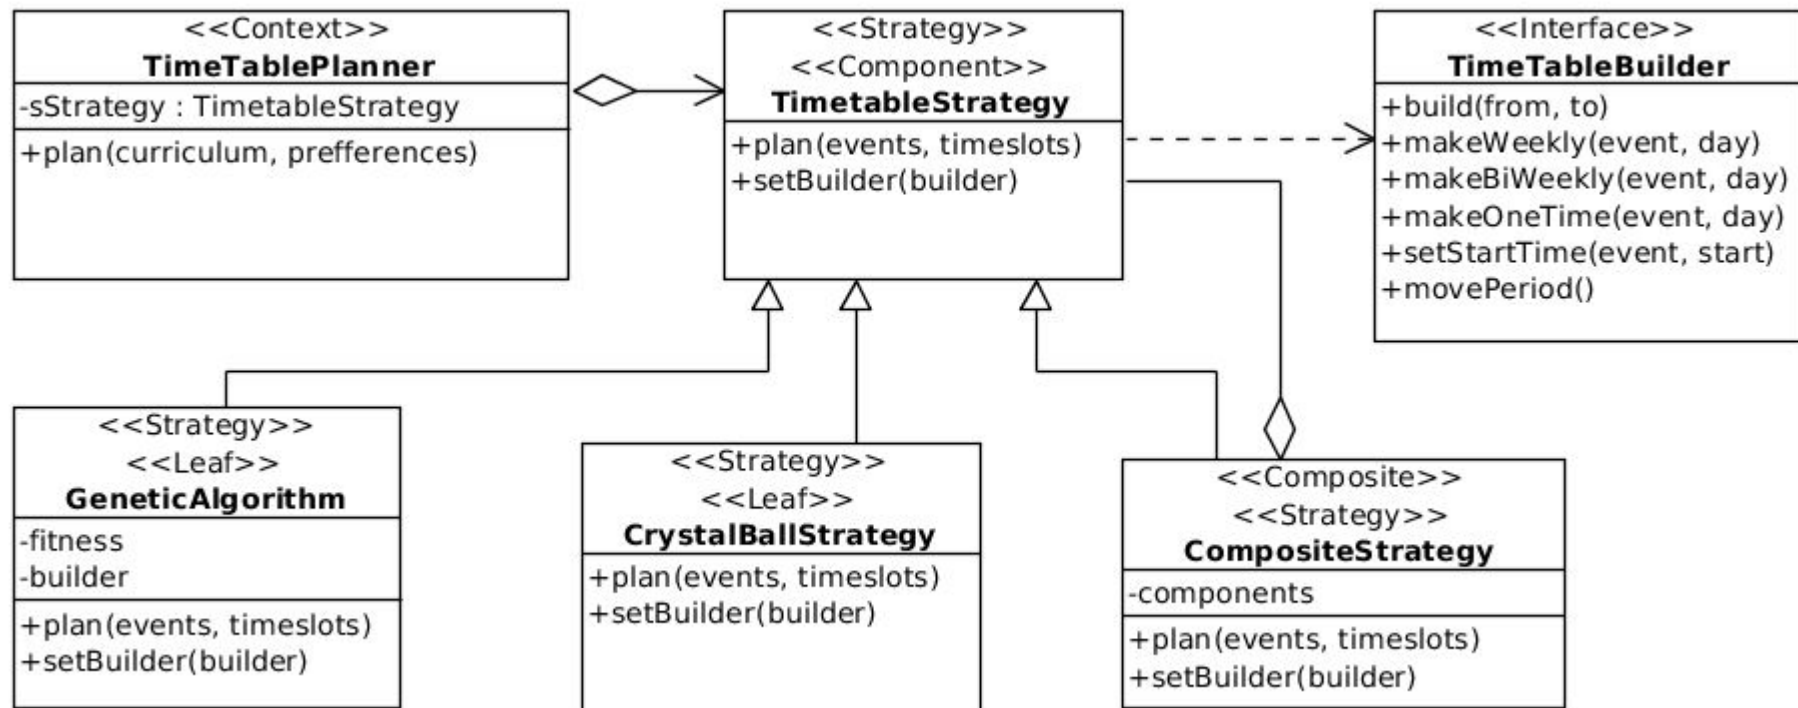 <<Context>>
TimeTablePlanner
-sStrategy : TimetableStrategy
+plan(curriculum, prefferences)
<<Strategy>>
<<Component>>
TimetableStrategy
+plan(events, timeslots)
+setBuilder(builder)
<<Interface>>
TimeTableBuilder
+build(from, to)
+makeWeekly(event, day)
+makeBiWeekly(event, day)
+makeOneTime(event, day)
+setStartTime(event, start)
+movePeriod()
<<Strategy>>
<<Leaf>>
GeneticAlgorithm
-fitness
-builder
+plan(events, timeslots)
+setBuilder(builder)
<<Strategy>>
<<Leaf>>
CrystalBallStrategy
+plan(events, timeslots)
+setBuilder(builder)
<<Composite>>
<<Strategy>>
CompositeStrategy
-components
+plan(events, timeslots)
+setBuilder(builder)